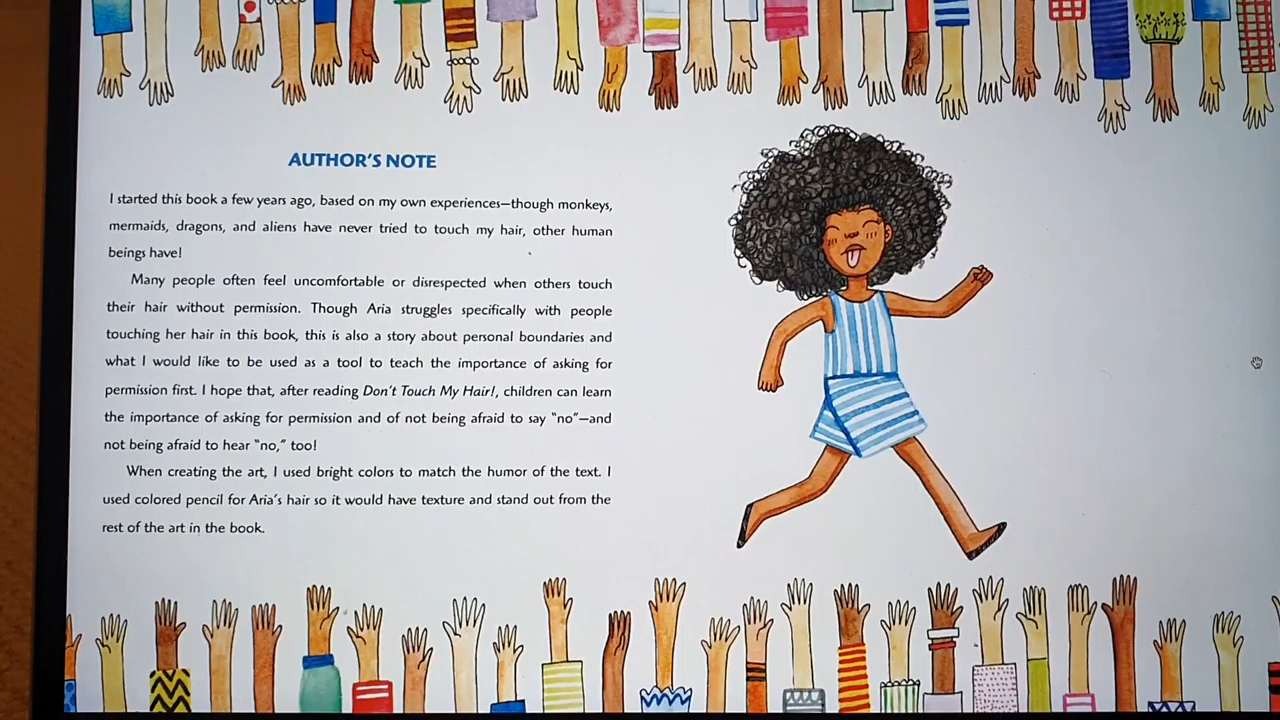 AUTHOR'S NOTE
I started this book a few years ago, based on my own experiences—though monkeys,
mermaids, dragons, and aliens have never tried to touch my hair, other human
beings have!
Many people often feel uncomfortable or disrespected when others touch
their hair without permission. Though Aria struggles specifically with people
touching her hair in this book, this is also a story about personal boundaries and
what I would like to be used as a tool to teach the importance of asking for
permission first. I hope that, after reading Don't Touch My Hair!, children can learn
the importance of asking for permission and of not being afraid to say "no"—and
not being afraid to hear "no," too!
When creating the art, I used bright colors to match the humor of the text. I
used colored pencil for Aria's hair so it would have texture and stand out from the
rest of the art in the book.